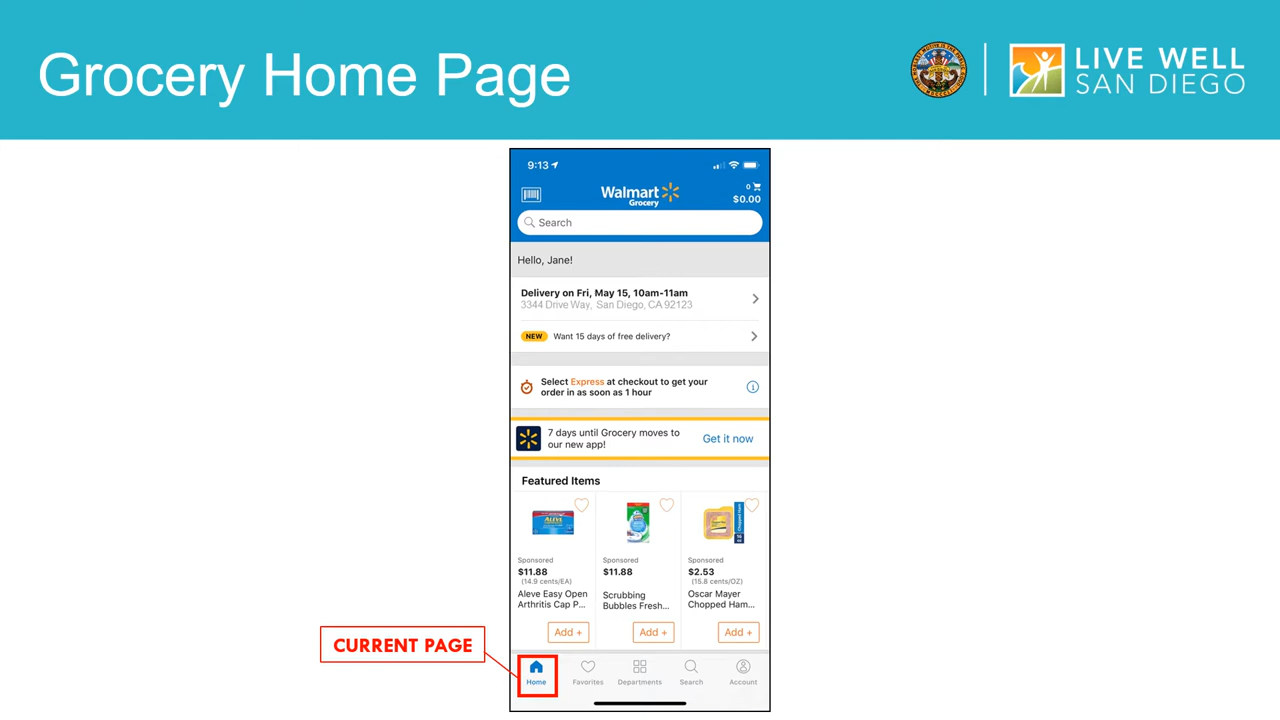 Grocery Home Page
LIVE WELL
SAN DIEGO
9:13
Walmart
Grocery
0
$0.00
Search
Hello, Jane!
Delivery on Fri, May 15, 10am-11am
3344 Drive Way, San Diego, CA 92123
NEW Want 15 days of free delivery?
Select Express at checkout to get your
order in as soon as 1 hour
7 days until Grocery moves to
our new app!
Get it now
Featured Items
ALEVE
Chopped Ham
Sponsored
$11.88
(14.9 cents/EA)
Aleve Easy Open
Arthritis Cap P...
Add +
Sponsored
$11.88
Scrubbing
Bubbles Fresh...
Add +
Sponsored
$2.53
(15.8 cents/OZ)
Oscar Mayer
Chopped Ham...
Add +
CURRENT PAGE
Home
Favorites
Departments
Search
Account